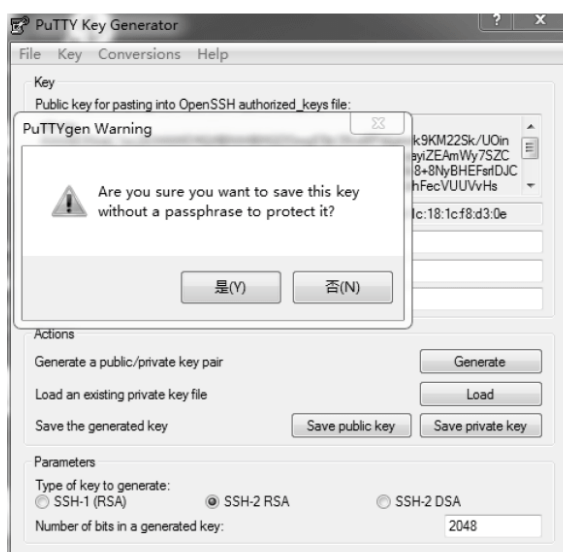 PuTTY Key Generator
? x
File Key Conversions Help
Key
Public key for pasting into OpenSSH authorized_keys file:
PuTTYgen Warning
k9KM22Sk/UOin
ayiZEAmWy7SZC
8+8NyBHEFsrlDJC
hFecVUUVvHs
Are you sure you want to save this key
without a passphrase to protect it?
lc:18:1c:f8:d3:0e
是(Y) 否(N)
Actions
Generate a public/private key pair Generate
Load an existing private key file Load
Save the generated key Save public key Save private key
Parameters
Type of key to generate:
SSH-1 (RSA) SSH-2 RSA SSH-2 DSA
Number of bits in a generated key: 2048